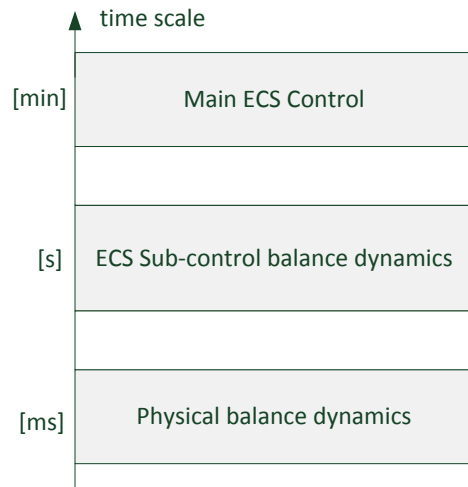 time scale
[min]
Main ECS Control
[s]
ECS Sub-control balance dynamics
[ms]
Physical balance dynamics